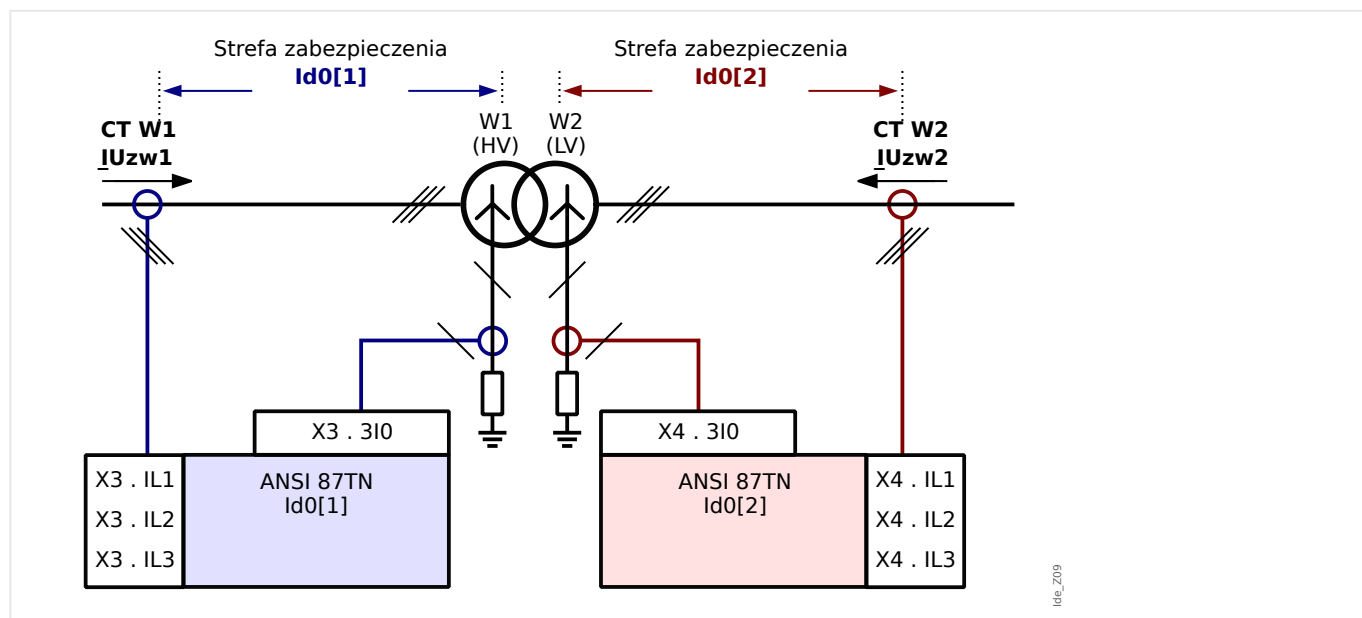 Strefa zabezpieczenia
Id0[1]
Strefa zabezpieczenia
Id0[2]
CT W1
IUzw1
W1
(HV)
W2
(LV)
CT W2
IUzw2
X3 . 3I0
X4 . 3I0
X3 . IL1
X3 . IL2
X3 . IL3
ANSI 87TN
Id0[1]
ANSI 87TN
Id0[2]
X4 . IL1
X4 . IL2
X4 . IL3
Ide_Z09